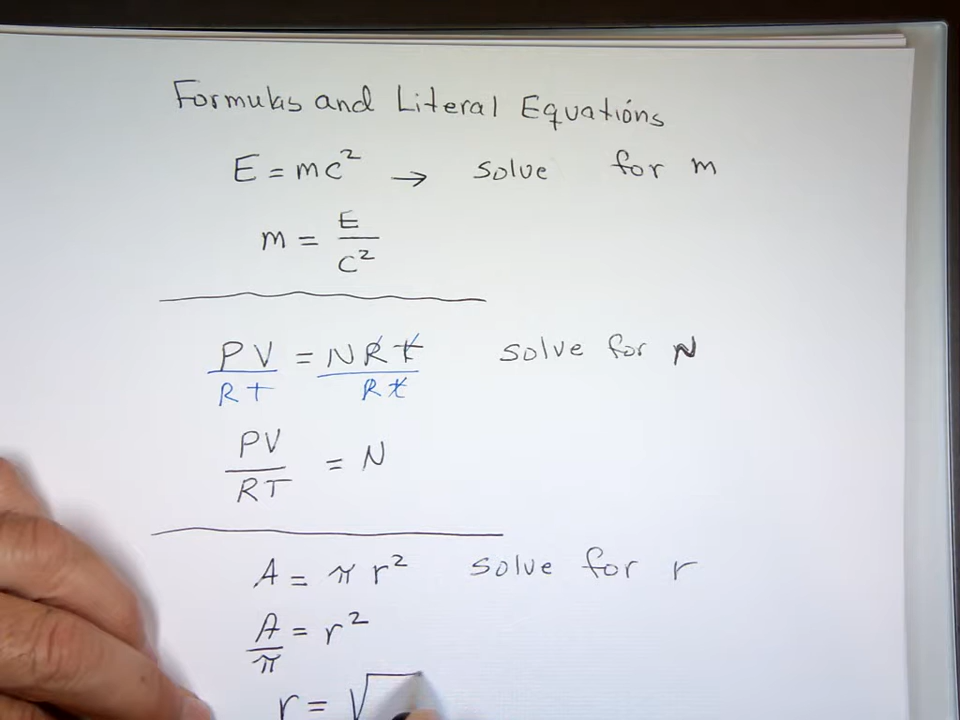 Formulas and Literal Equations
E = mc² → solve for m
m = E/c²
PV/RT = NRT/RT solve for N
PV/RT = N
A = πr² solve for r
A/π = r²
r = √